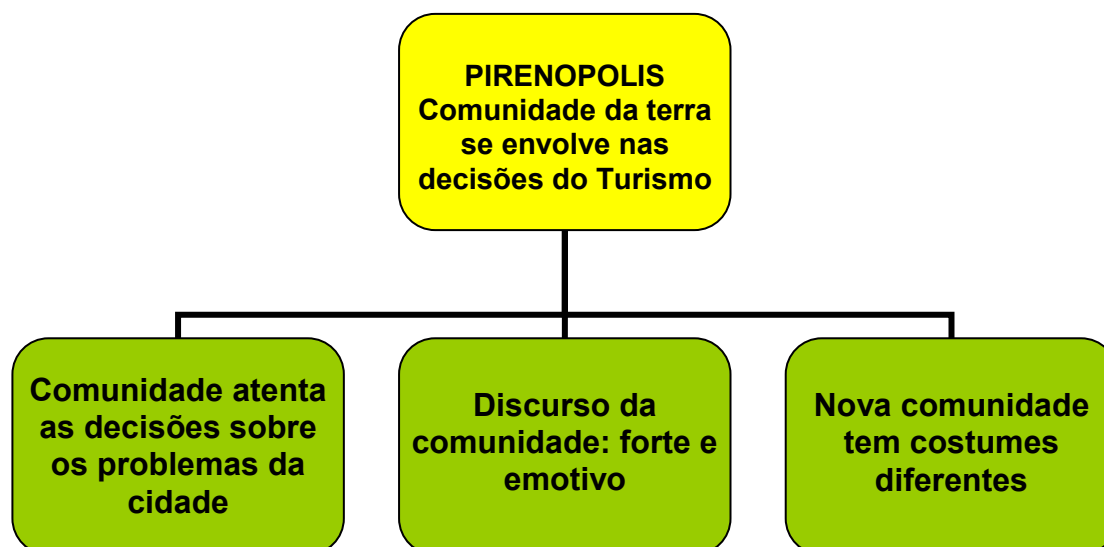 PIRENOPOLIS
Comunidade da terra
se envolve nas
decisões do Turismo
Comunidade atenta
as decisões sobre
os problemas da
cidade
Discurso da
comunidade: forte e
emotivo
Nova comunidade
tem costumes
diferentes